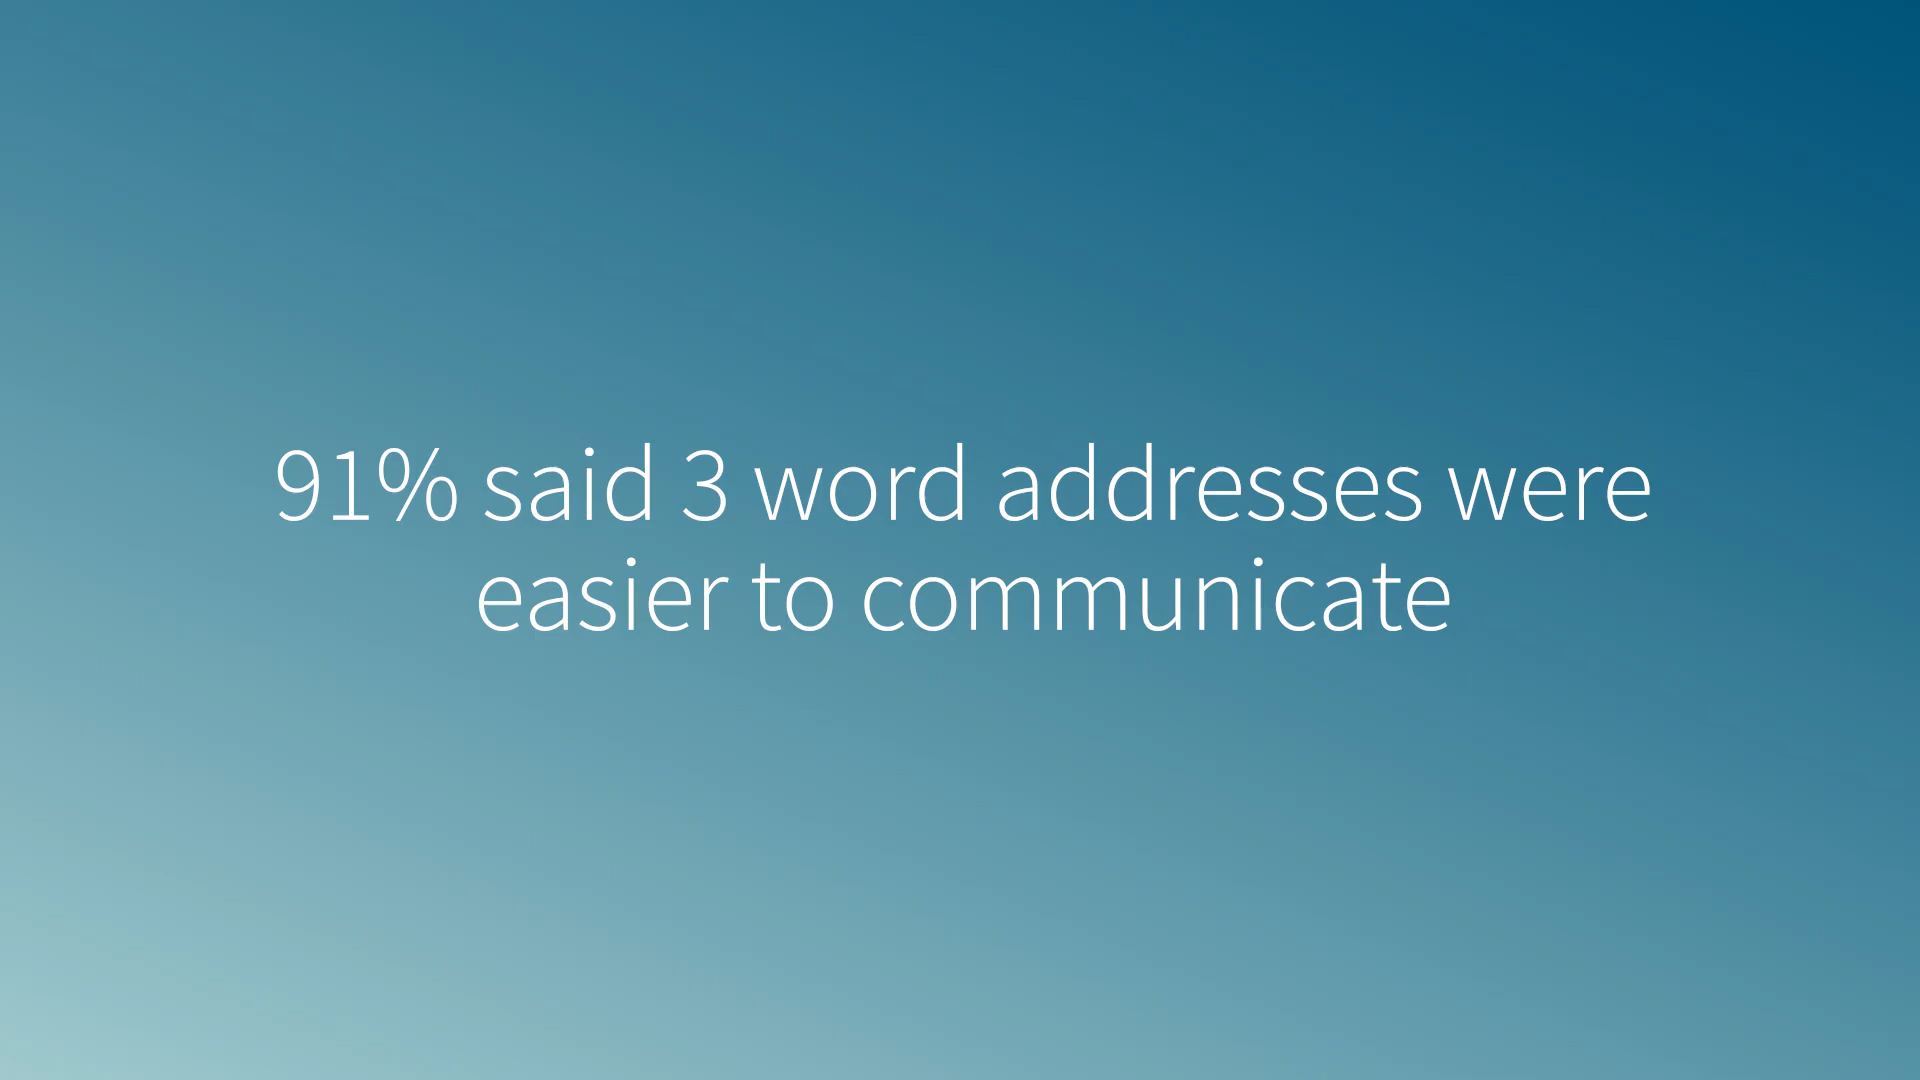 91% said 3 word addresses were
easier to communicate